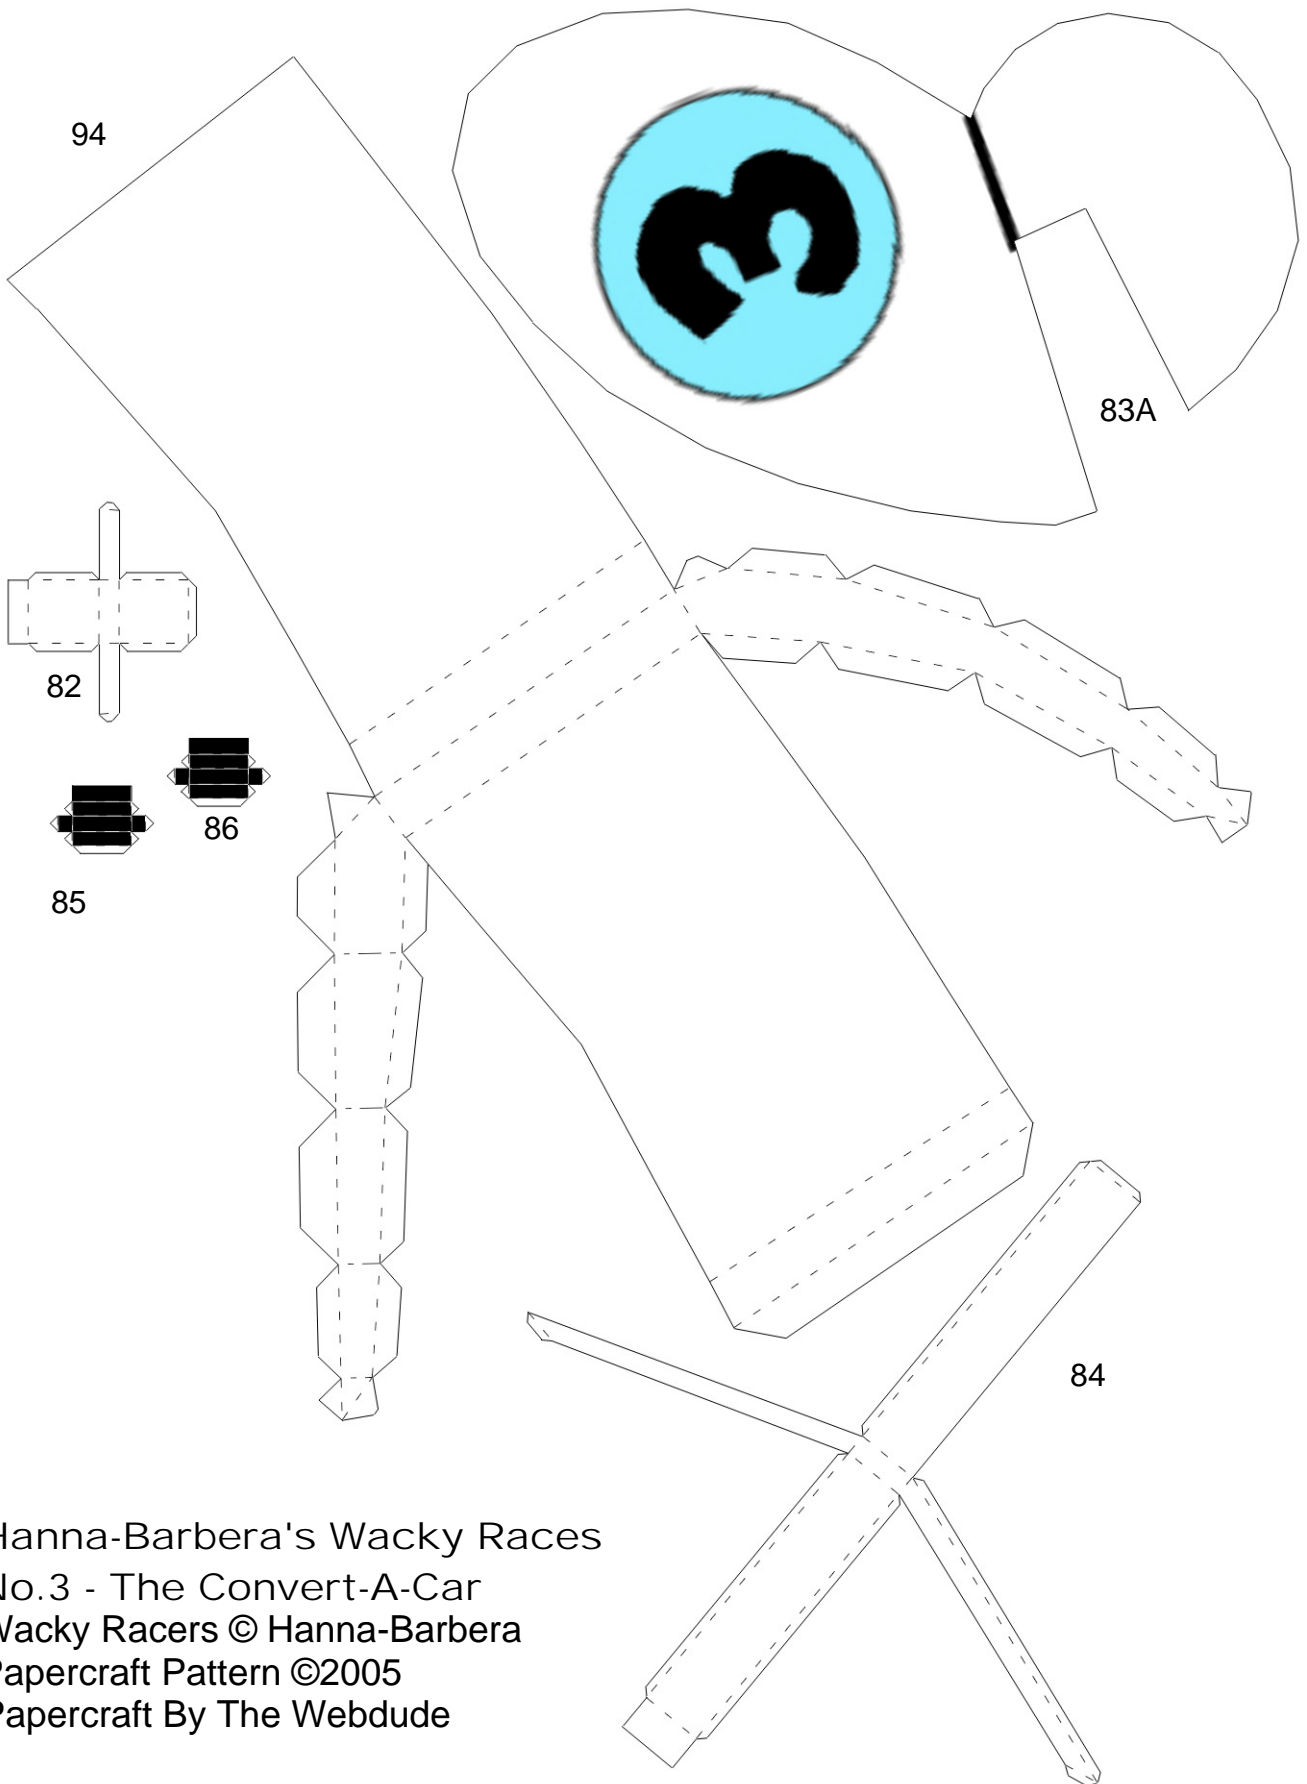 94
3
83A
82
86
85
84
Hanna-Barbera's Wacky Races
No.3 - The Convert-A-Car
Wacky Racers © Hanna-Barbera
Papercraft Pattern ©2005
Papercraft By The Webdude